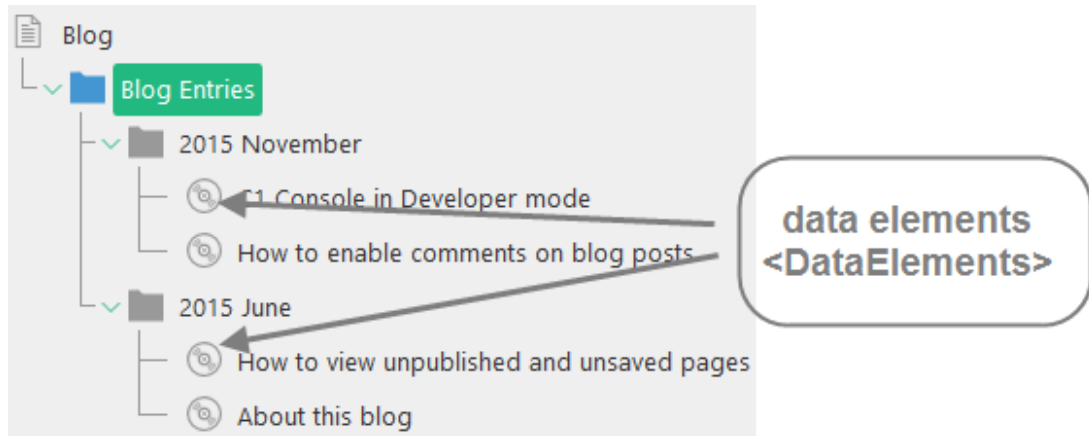 Blog
Blog Entries
2015 November
1 Console in Developer mode
How to enable comments on blog posts
2015 June
How to view unpublished and unsaved pages
About this blog
data elements
<DataElements>